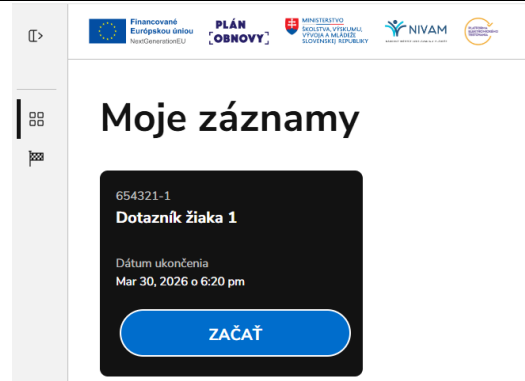 Financované
Európskou úniou
NextGenerationEU
PLÁN
OBNOVY
MINISTERSTVO
ŠKOLSTVA, VÝSKUMU,
VÝVOJA A MLÁDEŽE
SLOVENSKEJ REPUBLIKY
NIVAM
Moje záznamy
654321-1
Dotazník žiaka 1
Dátum ukončenia
Mar 30, 2026 o 6:20 pm
ZAČAŤ